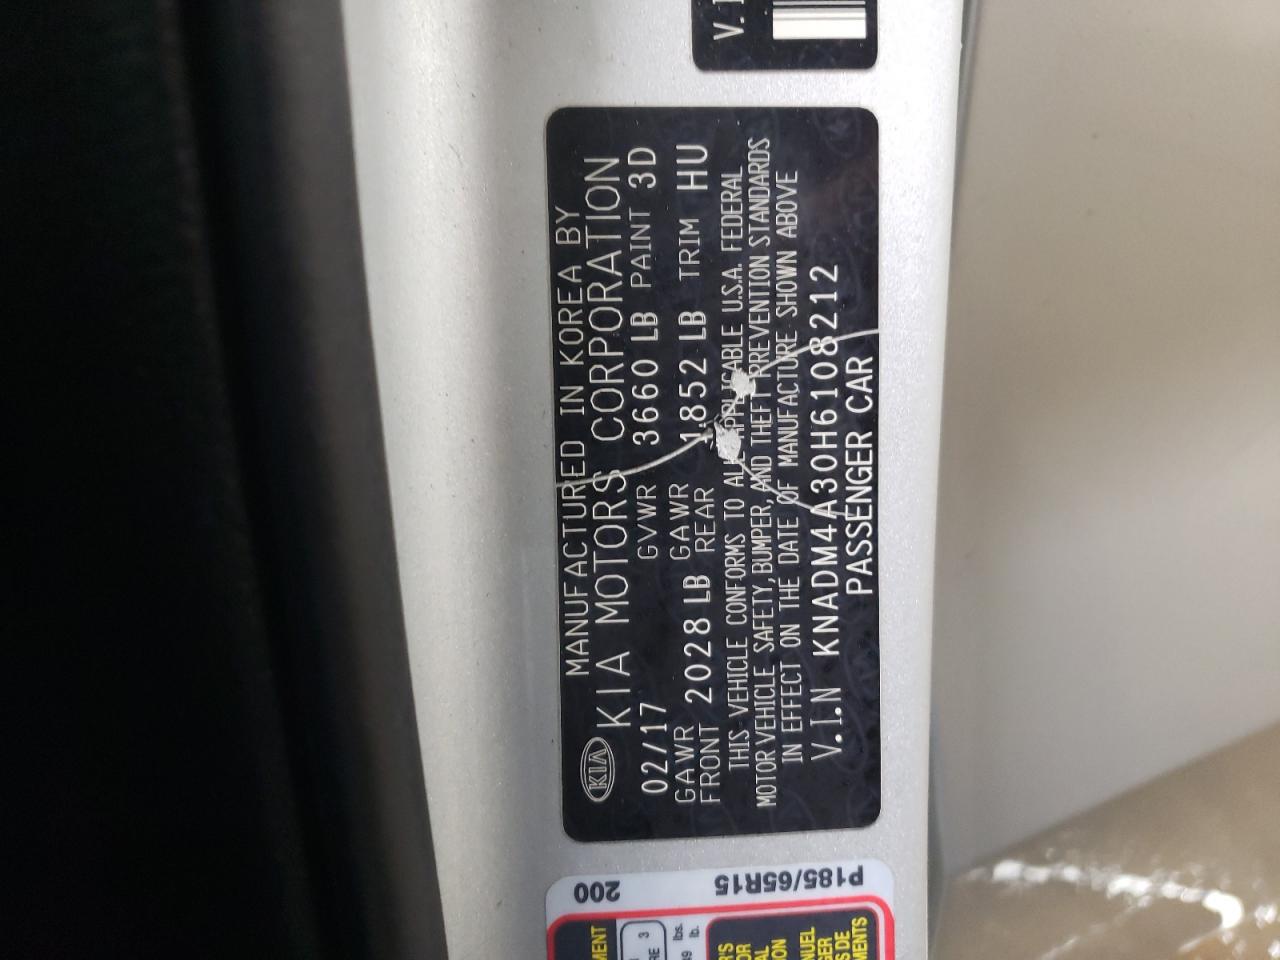 V.I
KIA MANUFACTURED IN KOREA BY
KIA MOTORS CORPORATION
02/17 GVWR 3660 LB PAINT 3D
GAWR FRONT 2028 LB GAWR REAR 1852 LB TRIM HU
THIS VEHICLE CONFORMS TO ALL APPLICABLE U.S.A. FEDERAL
MOTOR VEHICLE SAFETY, BUMPER, AND THEFT PREVENTION STANDARDS
IN EFFECT ON THE DATE OF MANUFACTURE SHOWN ABOVE
V.I.N KNADM4A30H6108212
PASSENGER CAR
P185/65R15
200